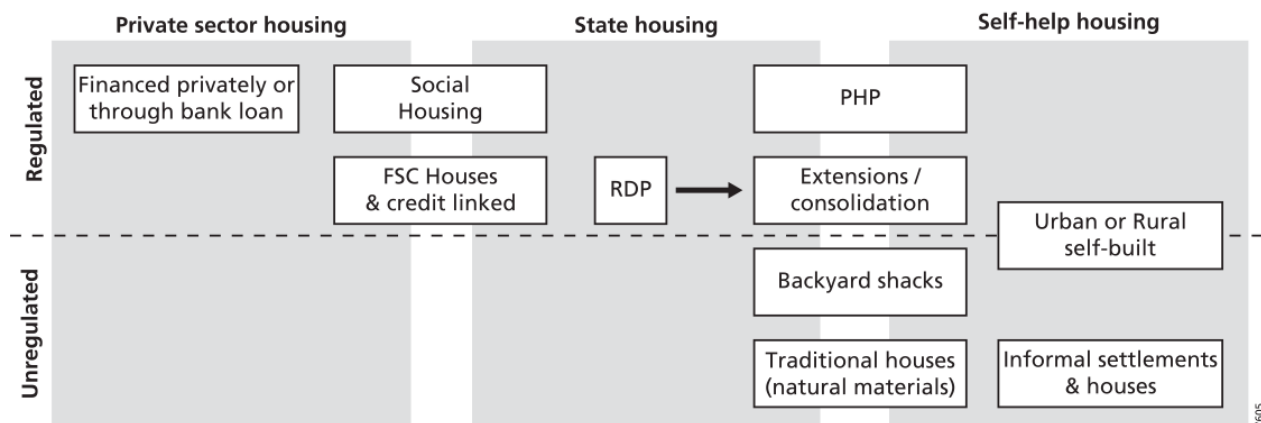 Private sector housing
State housing
Self-help housing
Regulated
Financed privately or
through bank loan
Social
Housing
PHP
FSC Houses
& credit linked
RDP
Extensions /
consolidation
Urban or Rural
self-built
Unregulated
Backyard shacks
Traditional houses
(natural materials)
Informal settlements
& houses